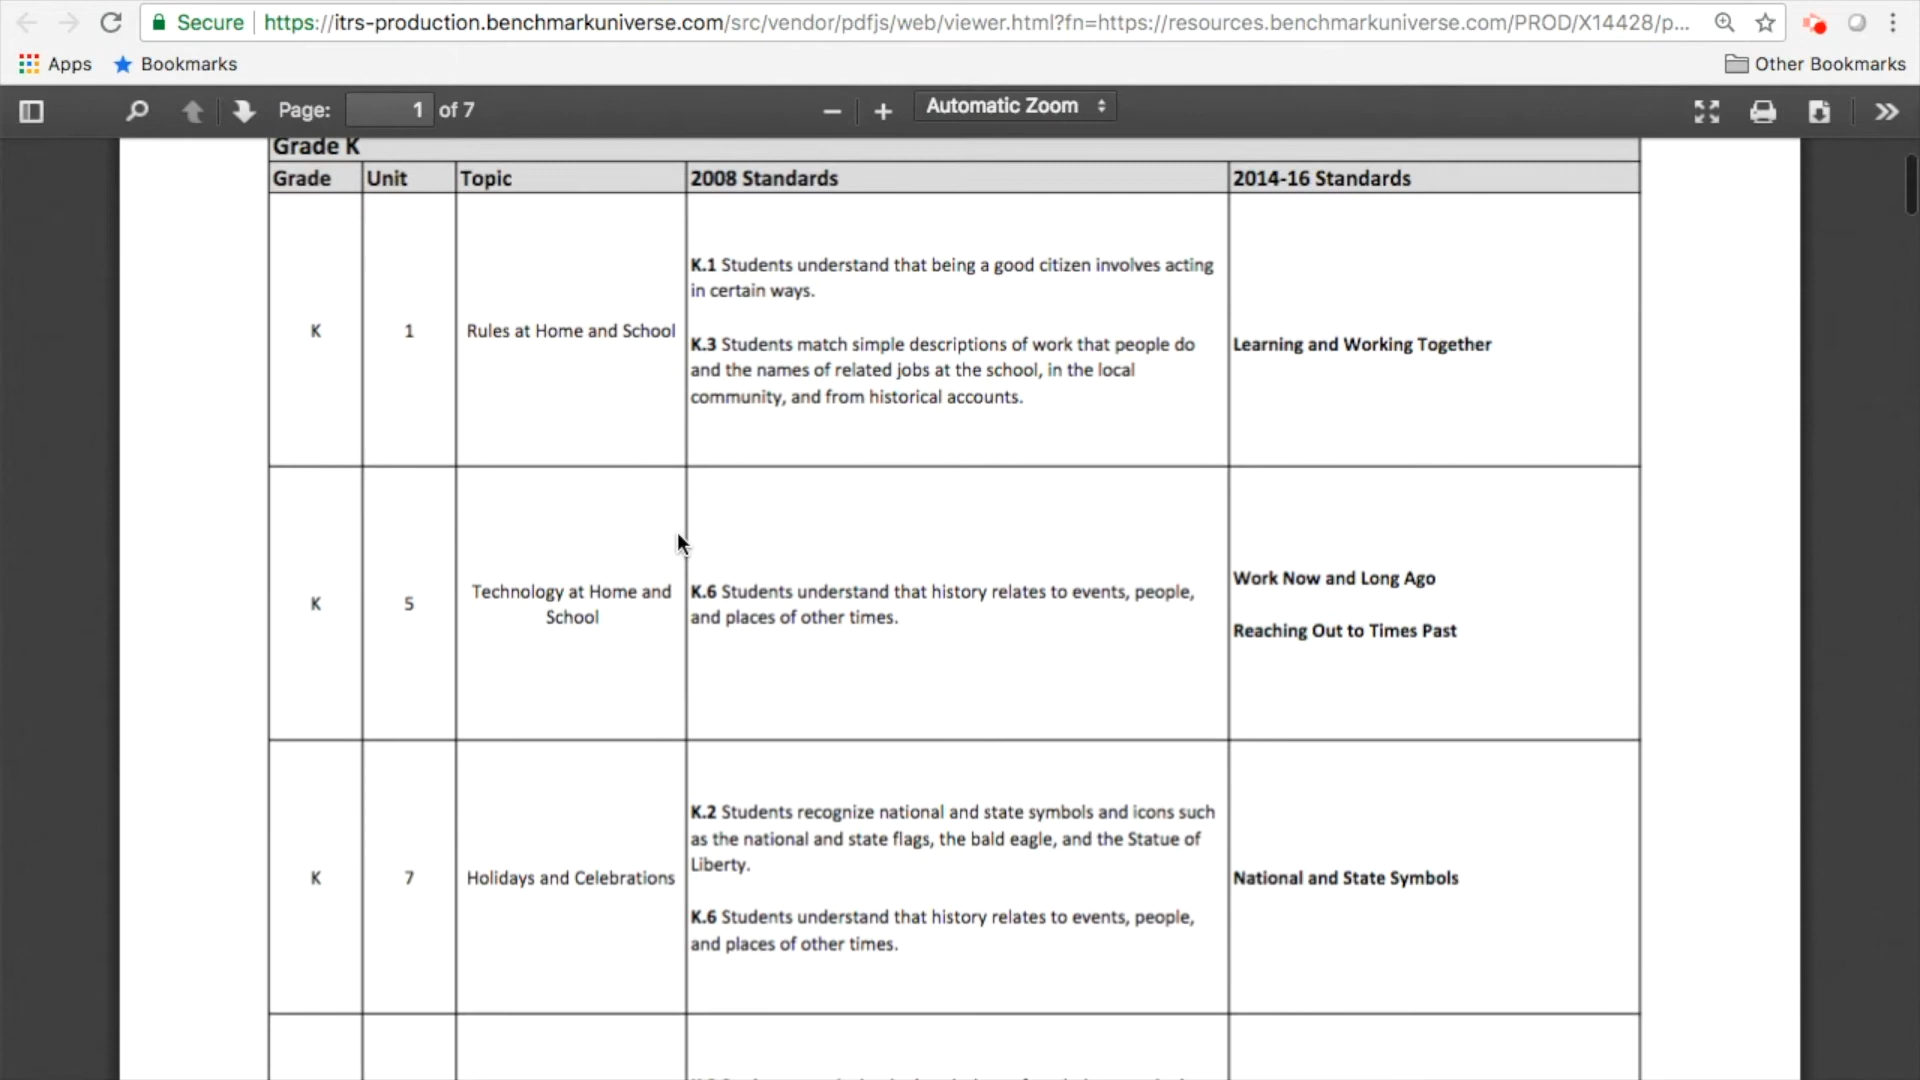 Secure https://itrs-production.benchmarkuniverse.com/src/vendor/pdfjs/web/viewer.html?fn=https://resources.benchmarkuniverse.com/PROD/X14428/p...
Apps Bookmarks Other Bookmarks
Page: 1 of 7 Automatic Zoom
Grade K
Grade Unit Topic 2008 Standards 2014-16 Standards
K.1 Students understand that being a good citizen involves acting
in certain ways.
K 1 Rules at Home and School
K.3 Students match simple descriptions of work that people do
and the names of related jobs at the school, in the local
community, and from historical accounts.
Learning and Working Together
K 5 Technology at Home and
School
K.6 Students understand that history relates to events, people,
and places of other times.
Work Now and Long Ago
Reaching Out to Times Past
K 7 Holidays and Celebrations
K.2 Students recognize national and state symbols and icons such
as the national and state flags, the bald eagle, and the Statue of
Liberty.
K.6 Students understand that history relates to events, people,
and places of other times.
National and State Symbols